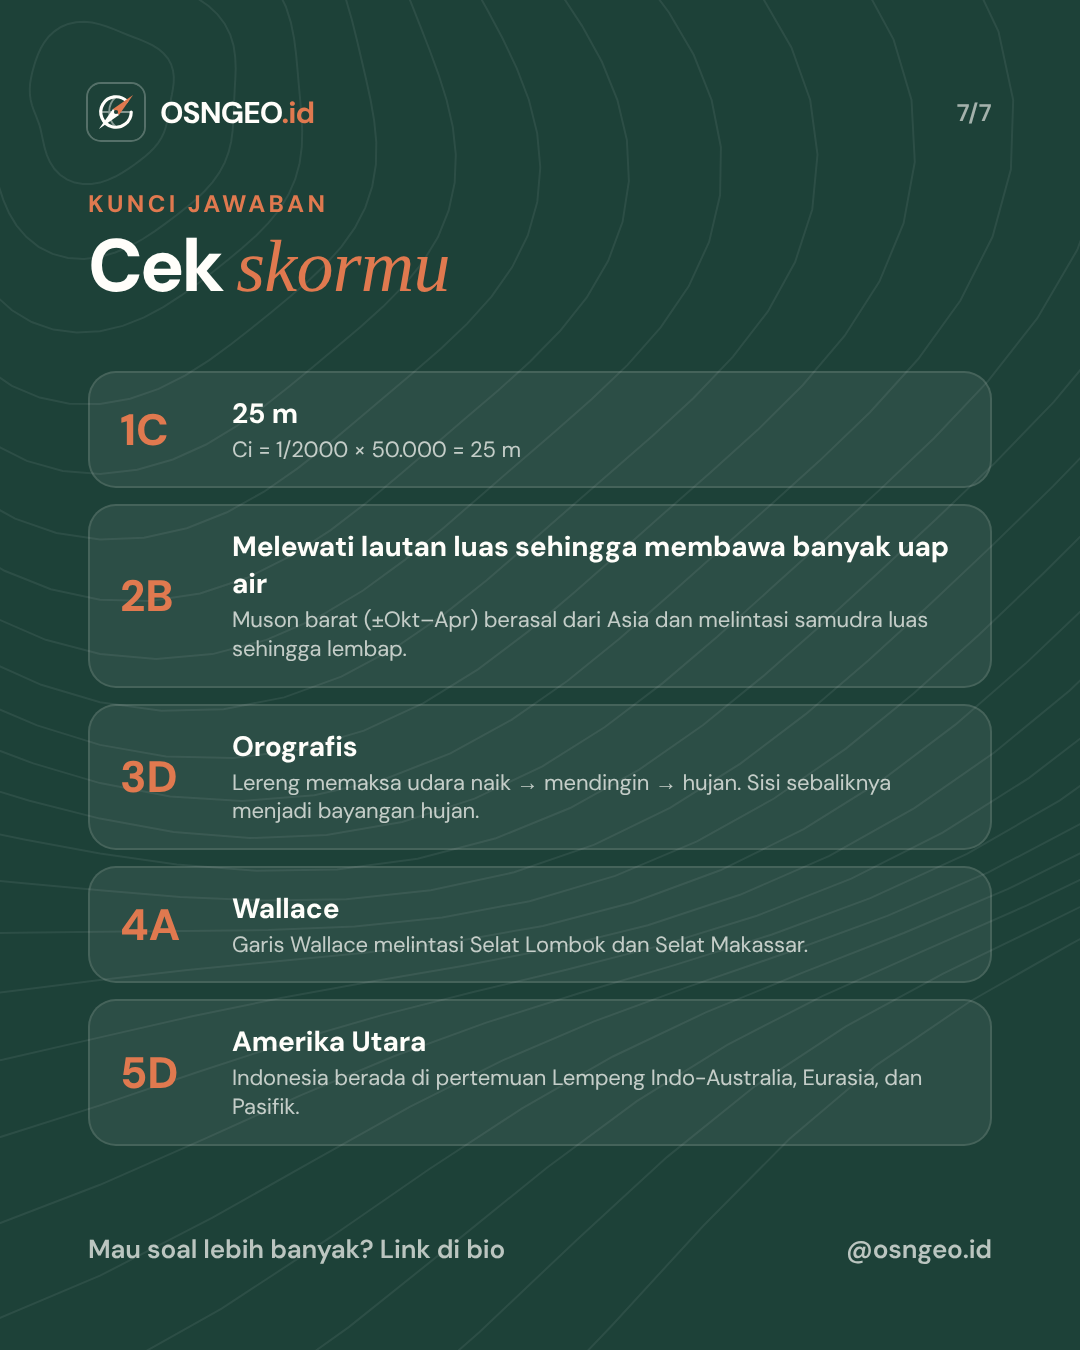 OSNGEO.id
7/7
KUNCI JAWABAN
Cek skormu
1C
25 m
Ci = 1/2000 × 50.000 = 25 m
2B
Melewati lautan luas sehingga membawa banyak uap
air
Muson barat (±Okt–Apr) berasal dari Asia dan melintasi samudra luas
sehingga lembap.
3D
Orografis
Lereng memaksa udara naik → mendingin → hujan. Sisi sebaliknya
menjadi bayangan hujan.
4A
Wallace
Garis Wallace melintasi Selat Lombok dan Selat Makassar.
5D
Amerika Utara
Indonesia berada di pertemuan Lempeng Indo-Australia, Eurasia, dan
Pasifik.
Mau soal lebih banyak? Link di bio
@osngeo.id